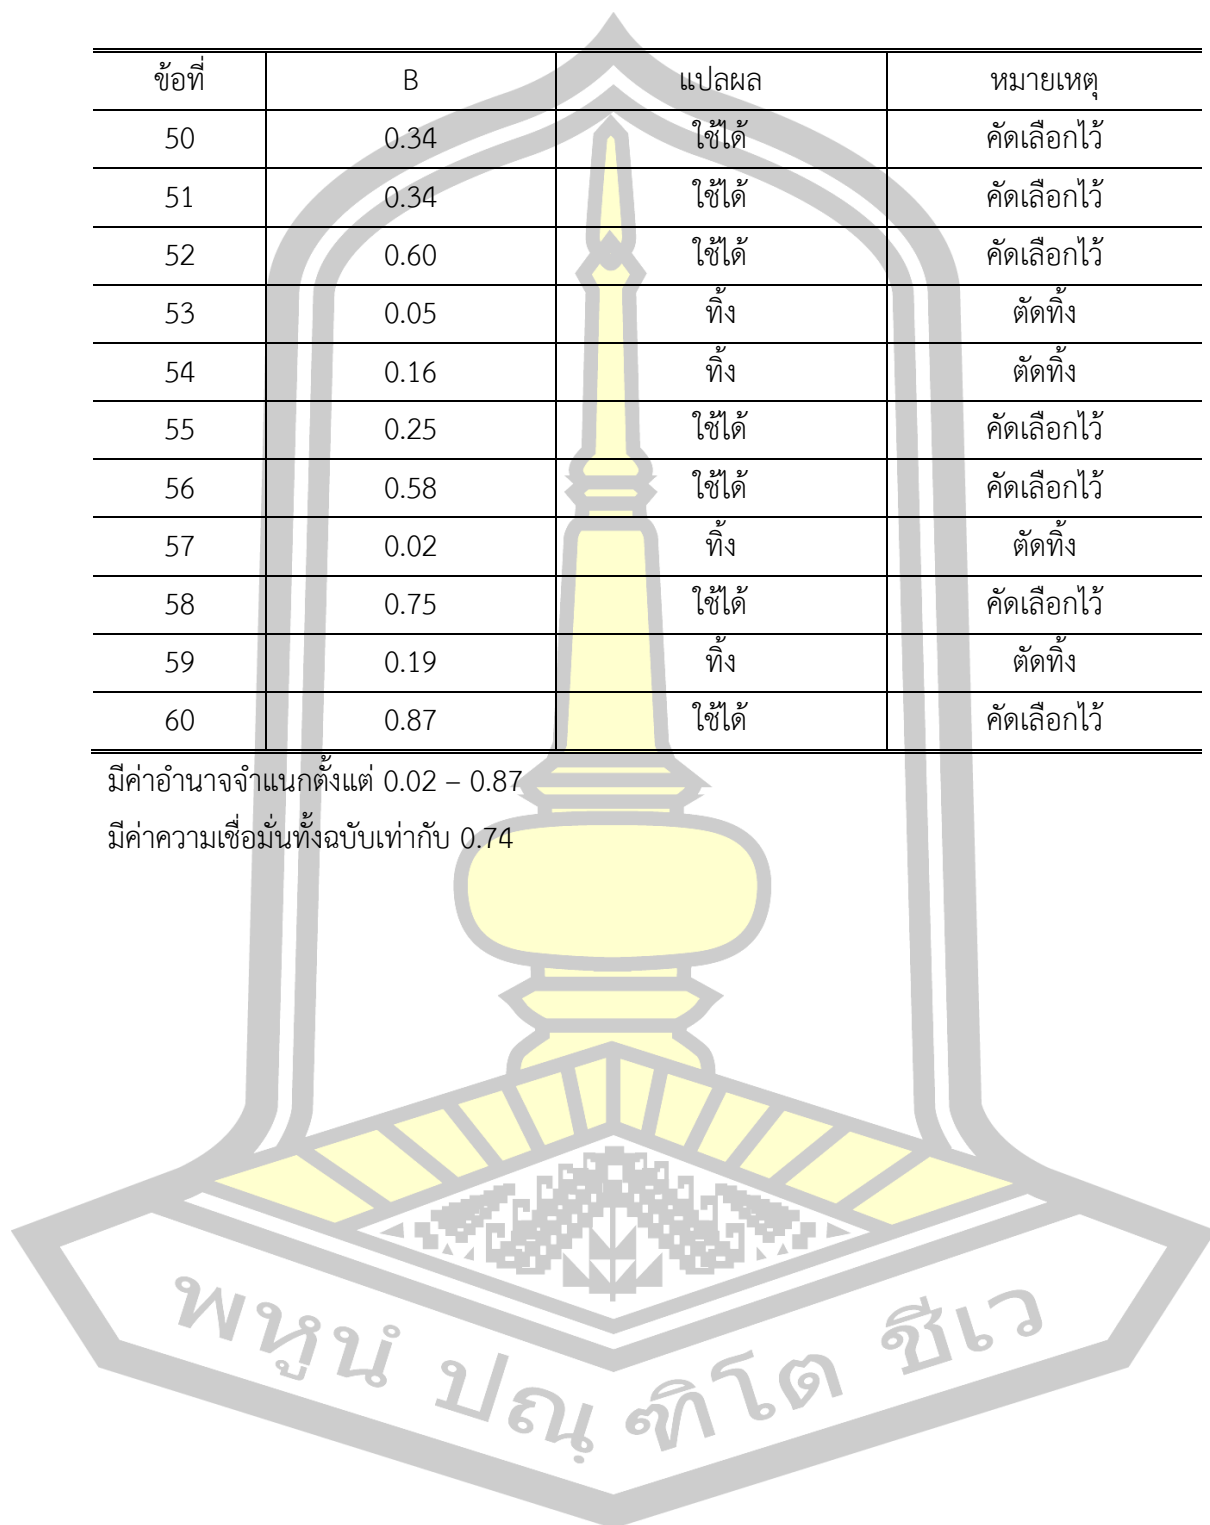 ข้อที่ B แปลผล หมายเหตุ
50 0.34 ใช้ได้ คัดเลือกไว้
51 0.34 ใช้ได้ คัดเลือกไว้
52 0.60 ใช้ได้ คัดเลือกไว้
53 0.05 ทิ้ง ตัดทิ้ง
54 0.16 ทิ้ง ตัดทิ้ง
55 0.25 ใช้ได้ คัดเลือกไว้
56 0.58 ใช้ได้ คัดเลือกไว้
57 0.02 ทิ้ง ตัดทิ้ง
58 0.75 ใช้ได้ คัดเลือกไว้
59 0.19 ทิ้ง ตัดทิ้ง
60 0.87 ใช้ได้ คัดเลือกไว้
มีค่าอำนาจจำแนกตั้งแต่ 0.02 – 0.87
มีค่าความเชื่อมั่นทั้งฉบับเท่ากับ 0.74
พหูนํ ปณฺฑิโต ชีเว